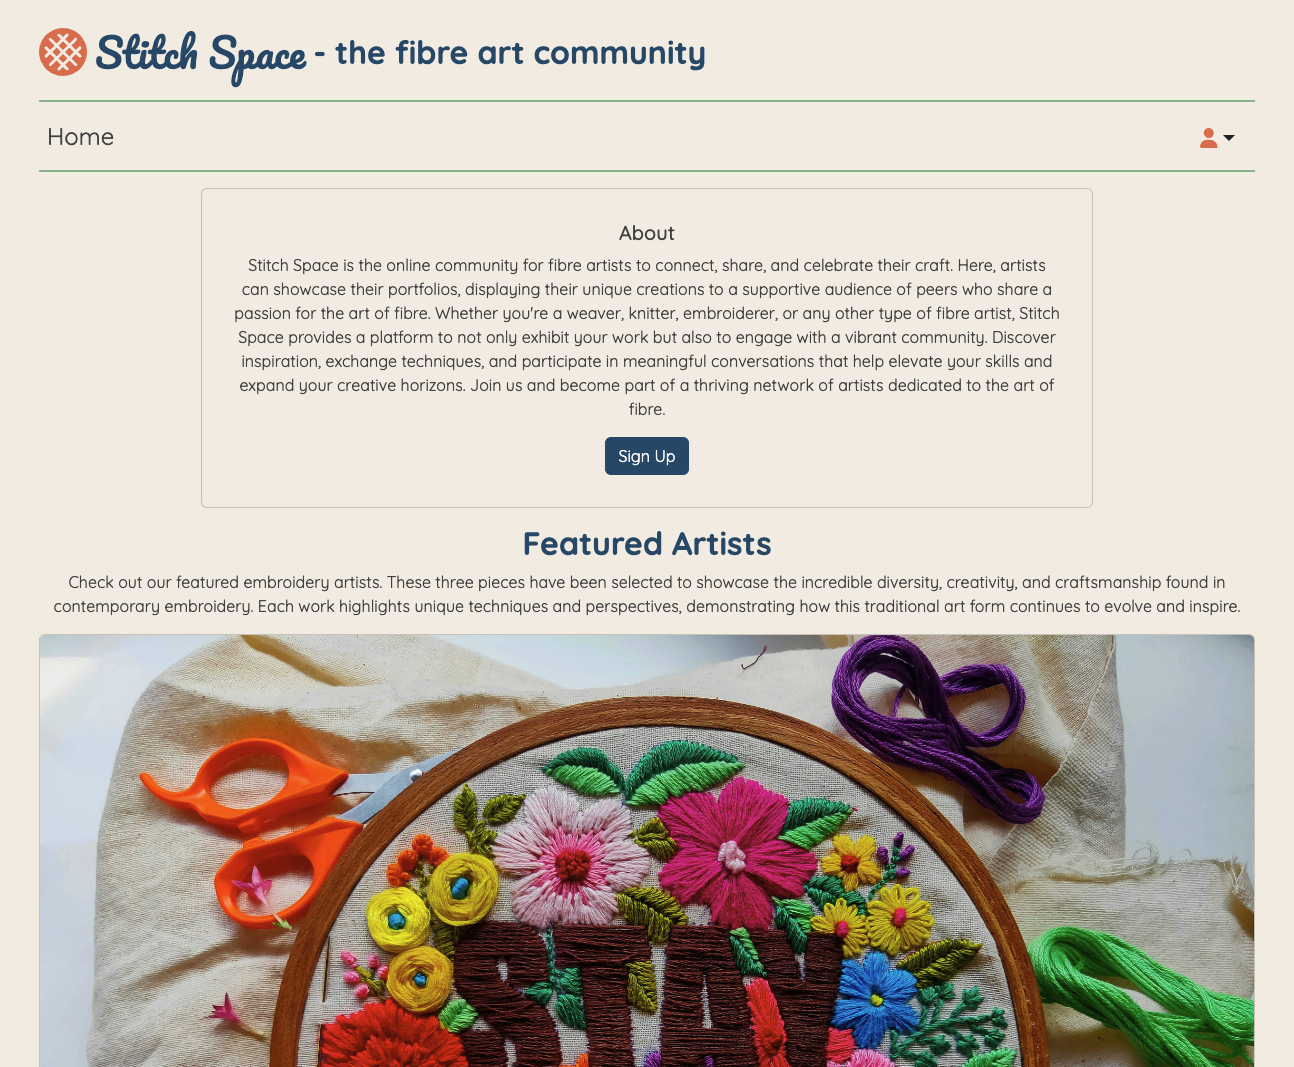 Stitch Space - the fibre art community
Home
About
Stitch Space is the online community for fibre artists to connect, share, and celebrate their craft. Here, artists
can showcase their portfolios, displaying their unique creations to a supportive audience of peers who share a
passion for the art of fibre. Whether you're a weaver, knitter, embroiderer, or any other type of fibre artist, Stitch
Space provides a platform to not only exhibit your work but also to engage with a vibrant community. Discover
inspiration, exchange techniques, and participate in meaningful conversations that help elevate your skills and
expand your creative horizons. Join us and become part of a thriving network of artists dedicated to the art of
fibre.
Sign Up
Featured Artists
Check out our featured embroidery artists. These three pieces have been selected to showcase the incredible diversity, creativity, and craftsmanship found in
contemporary embroidery. Each work highlights unique techniques and perspectives, demonstrating how this traditional art form continues to evolve and inspire.
STAY